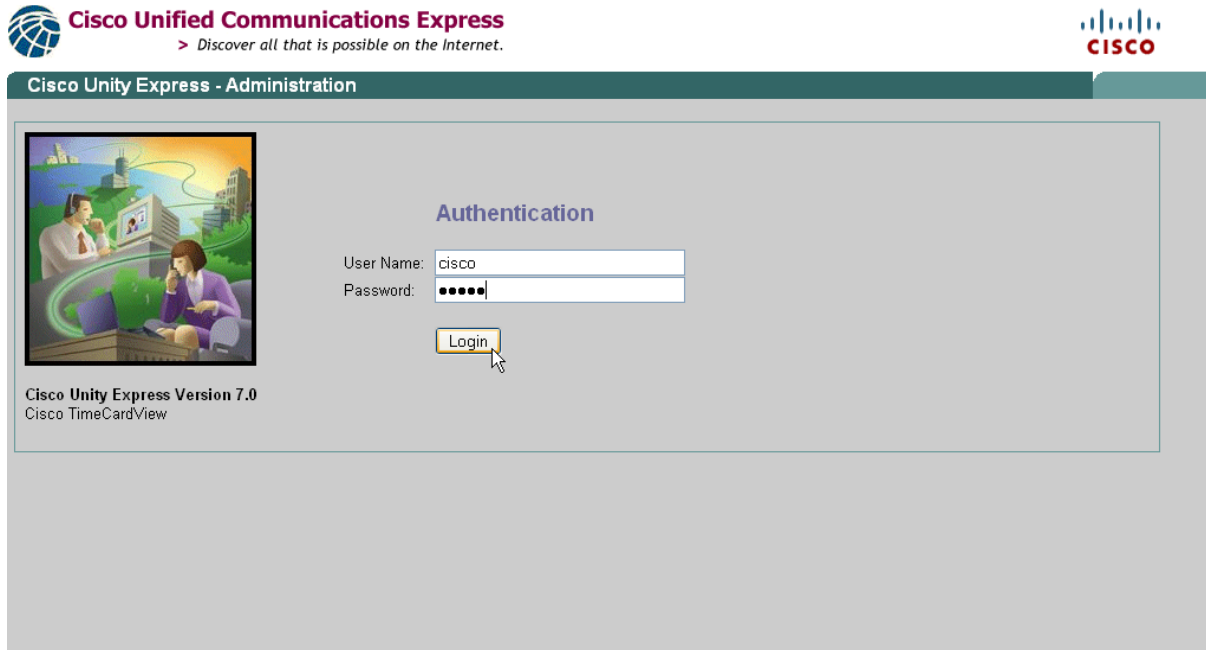 Cisco Unified Communications Express
> Discover all that is possible on the Internet.
CISCO
Cisco Unity Express - Administration
Authentication
User Name: cisco
Password: ●●●●●
Login
Cisco Unity Express Version 7.0
Cisco TimeCardView